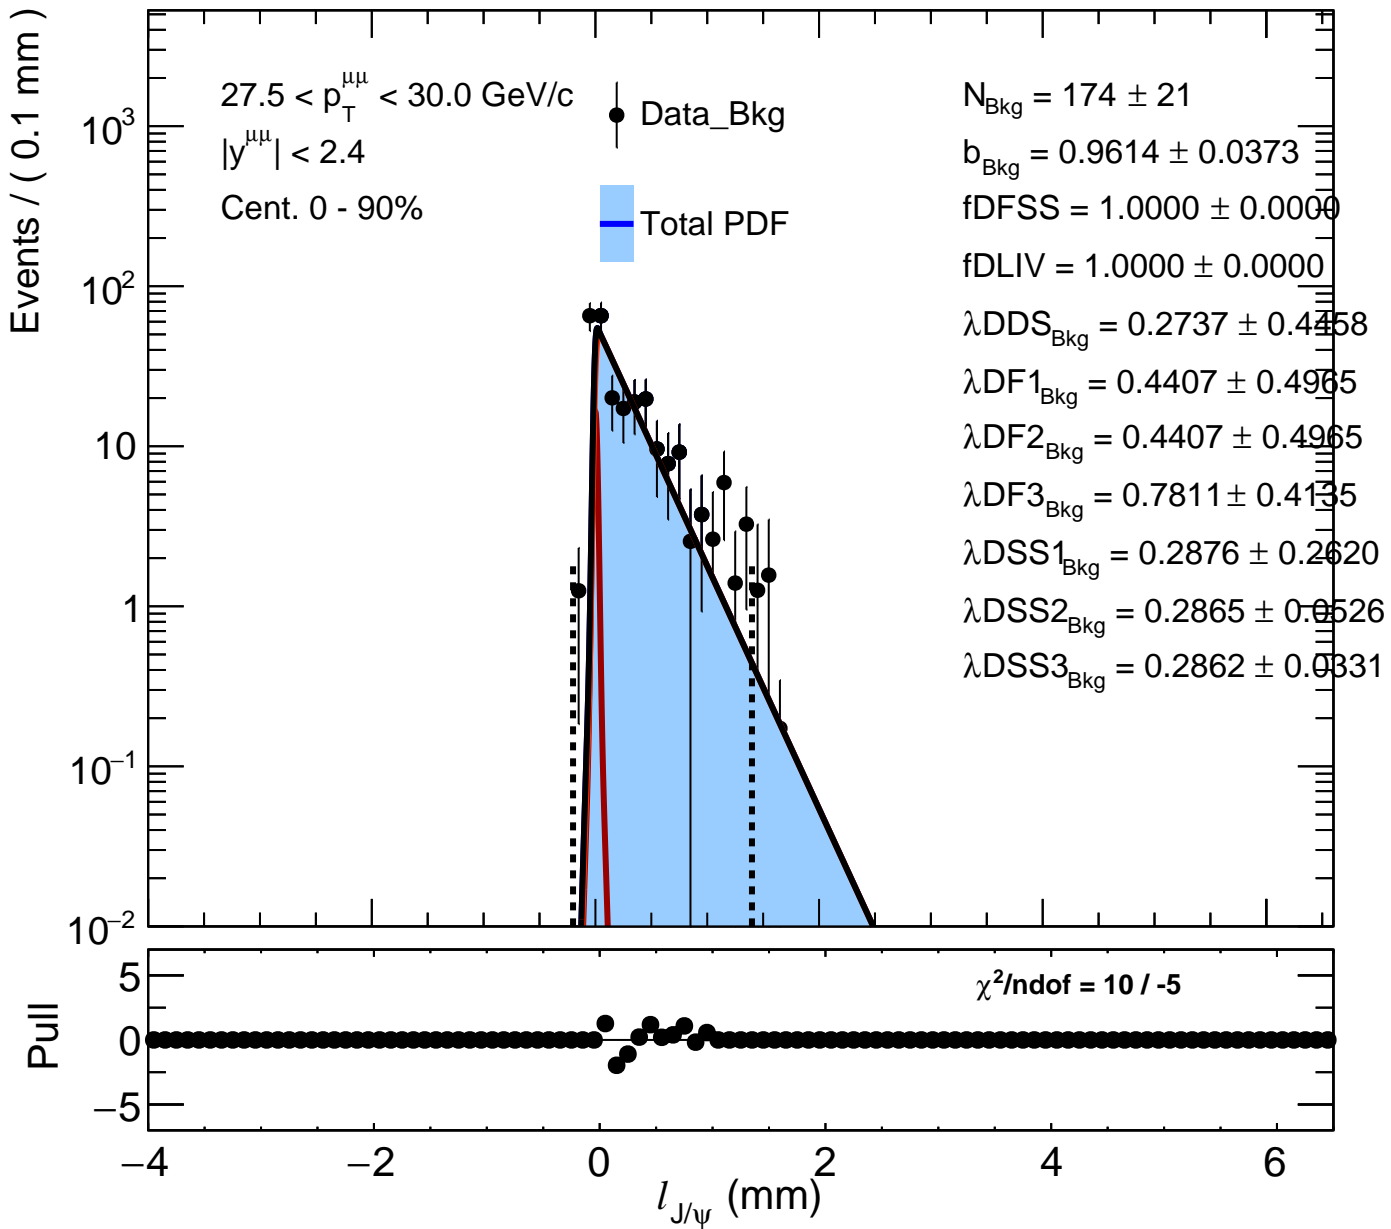 Events / ( 0.1 mm )
10³
10²
10
1
10⁻¹
10⁻²
27.5 < p_T^μμ < 30.0 GeV/c
|y^μμ| < 2.4
Cent. 0 - 90%
Data_Bkg
Total PDF
N_Bkg = 174 ± 21
b_Bkg = 0.9614 ± 0.0373
fDFSS = 1.0000 ± 0.0000
fDLIV = 1.0000 ± 0.0000
λDDS_Bkg = 0.2737 ± 0.4458
λDF1_Bkg = 0.4407 ± 0.4965
λDF2_Bkg = 0.4407 ± 0.4965
λDF3_Bkg = 0.7811 ± 0.4135
λDSS1_Bkg = 0.2876 ± 0.2620
λDSS2_Bkg = 0.2865 ± 0.0526
λDSS3_Bkg = 0.2862 ± 0.0331
Pull
5
0
−5
χ²/ndof = 10 / -5
−4 −2 0 2 4 6
l_J/ψ (mm)